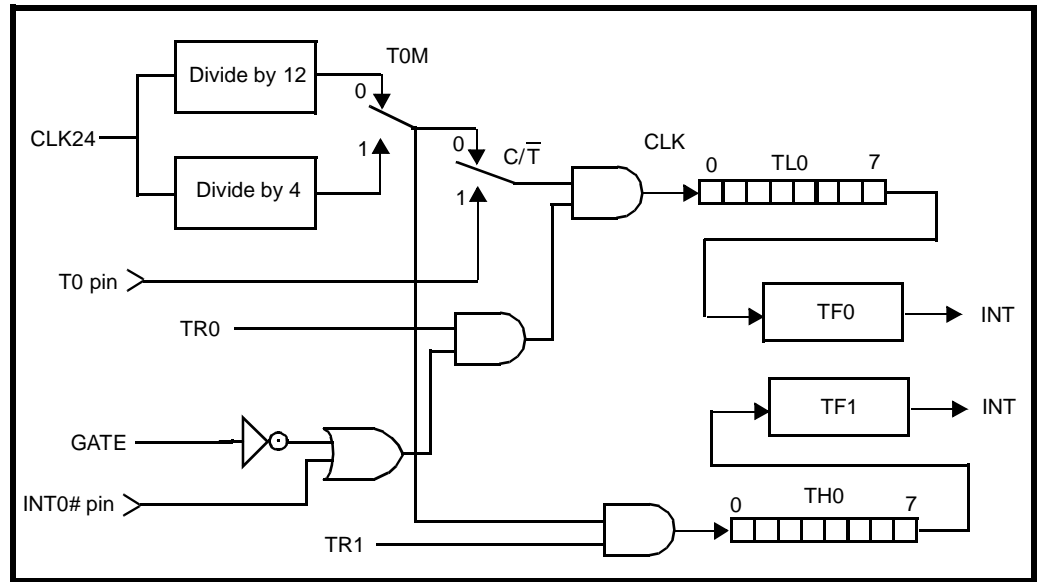 Divide by 12
T0M
0
CLK24
1
0
C/T̅
CLK
0 TL0 7
Divide by 4
1
T0 pin
TR0
TF0
INT
TF1
INT
GATE
INT0# pin
0 TH0 7
TR1